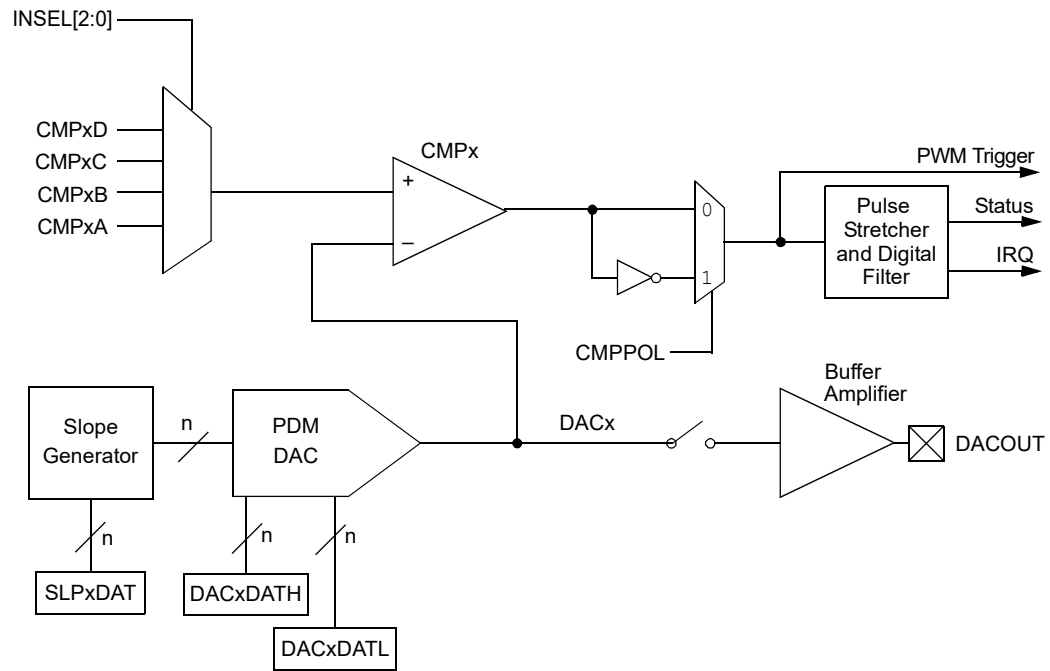 INSEL[2:0]
CMPxD
CMPxC
CMPxB
CMPxA
CMPx
+
–
0
1
CMPPOL
PWM Trigger
Pulse
Stretcher
and Digital
Filter
Status
IRQ
Slope
Generator
n
PDM
DAC
DACx
Buffer
Amplifier
DACOUT
n
n
n
SLPxDAT
DACxDATH
DACxDATL